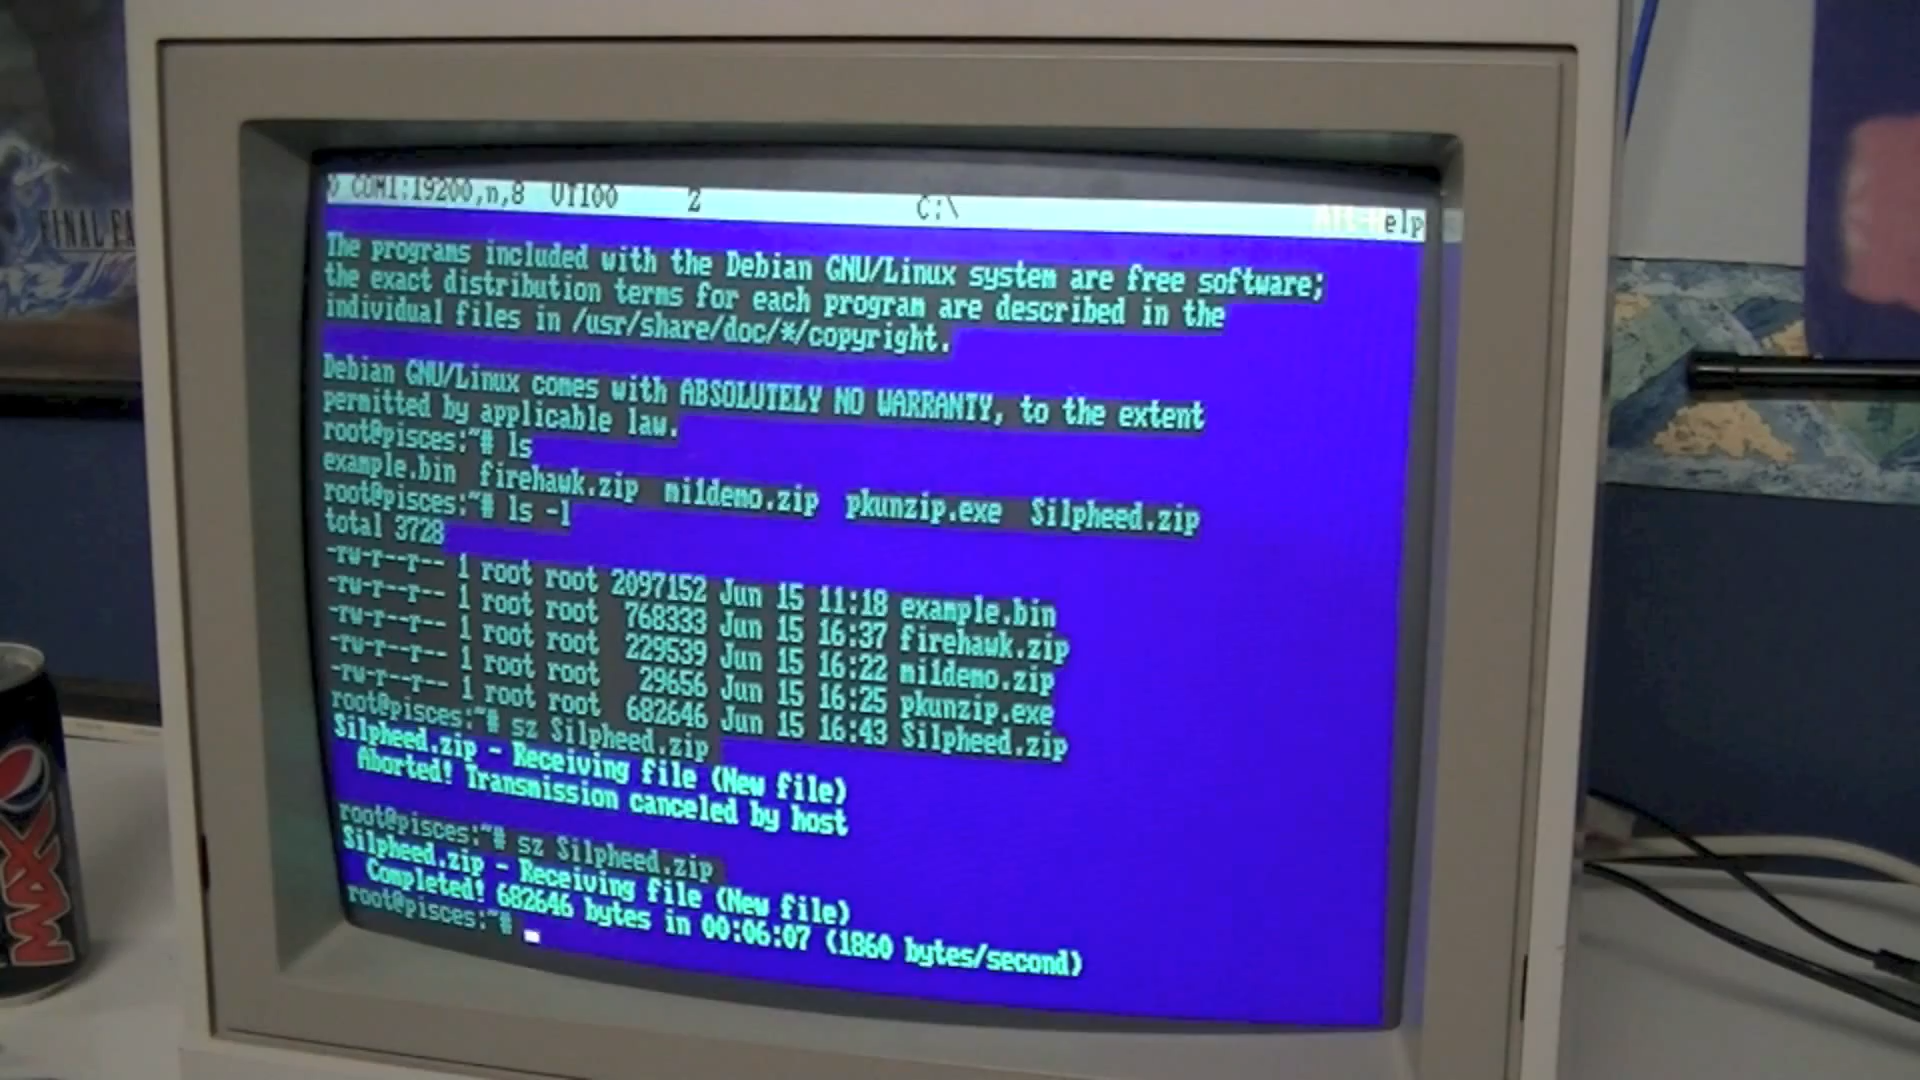 COM1:19200,n,8 VT100 Z C:\ Alt-Help
The programs included with the Debian GNU/Linux system are free software;
the exact distribution terms for each program are described in the
individual files in /usr/share/doc/*/copyright.
Debian GNU/Linux comes with ABSOLUTELY NO WARRANTY, to the extent
permitted by applicable law.
root@pisces:~# ls
example.bin firehawk.zip mi1demo.zip pkunzip.exe Silpheed.zip
root@pisces:~# ls -l
total 3728
-rw-r--r-- 1 root root 2097152 Jun 15 11:18 example.bin
-rw-r--r-- 1 root root 768333 Jun 15 16:37 firehawk.zip
-rw-r--r-- 1 root root 229539 Jun 15 16:22 mi1demo.zip
-rw-r--r-- 1 root root 29656 Jun 15 16:25 pkunzip.exe
-rw-r--r-- 1 root root 682646 Jun 15 16:43 Silpheed.zip
root@pisces:~# sz Silpheed.zip
Silpheed.zip - Receiving file (New file)
Aborted! Transmission canceled by host
root@pisces:~# sz Silpheed.zip
Silpheed.zip - Receiving file (New file)
Completed! 682646 bytes in 00:06:07 (1860 bytes/second)
root@pisces:~#
FINAL FA
MAX